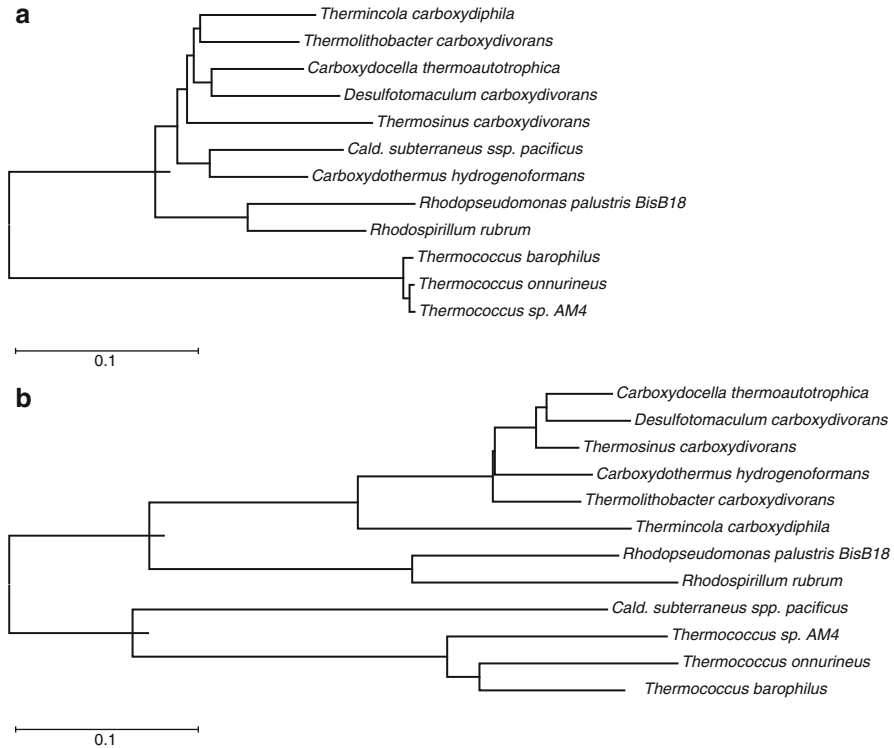 a
Thermincola carboxydiphila
Thermolithobacter carboxydivorans
Carboxydocella thermoautotrophica
Desulfotomaculum carboxydivorans
Thermosinus carboxydivorans
Cald. subterraneus ssp. pacificus
Carboxydothermus hydrogenoformans
Rhodopseudomonas palustris BisB18
Rhodospirillum rubrum
Thermococcus barophilus
Thermococcus onnurineus
Thermococcus sp. AM4
0.1
b
Carboxydocella thermoautotrophica
Desulfotomaculum carboxydivorans
Thermosinus carboxydivorans
Carboxydothermus hydrogenoformans
Thermolithobacter carboxydivorans
Thermincola carboxydiphila
Rhodopseudomonas palustris BisB18
Rhodospirillum rubrum
Cald. subterraneus spp. pacificus
Thermococcus sp. AM4
Thermococcus onnurineus
Thermococcus barophilus
0.1